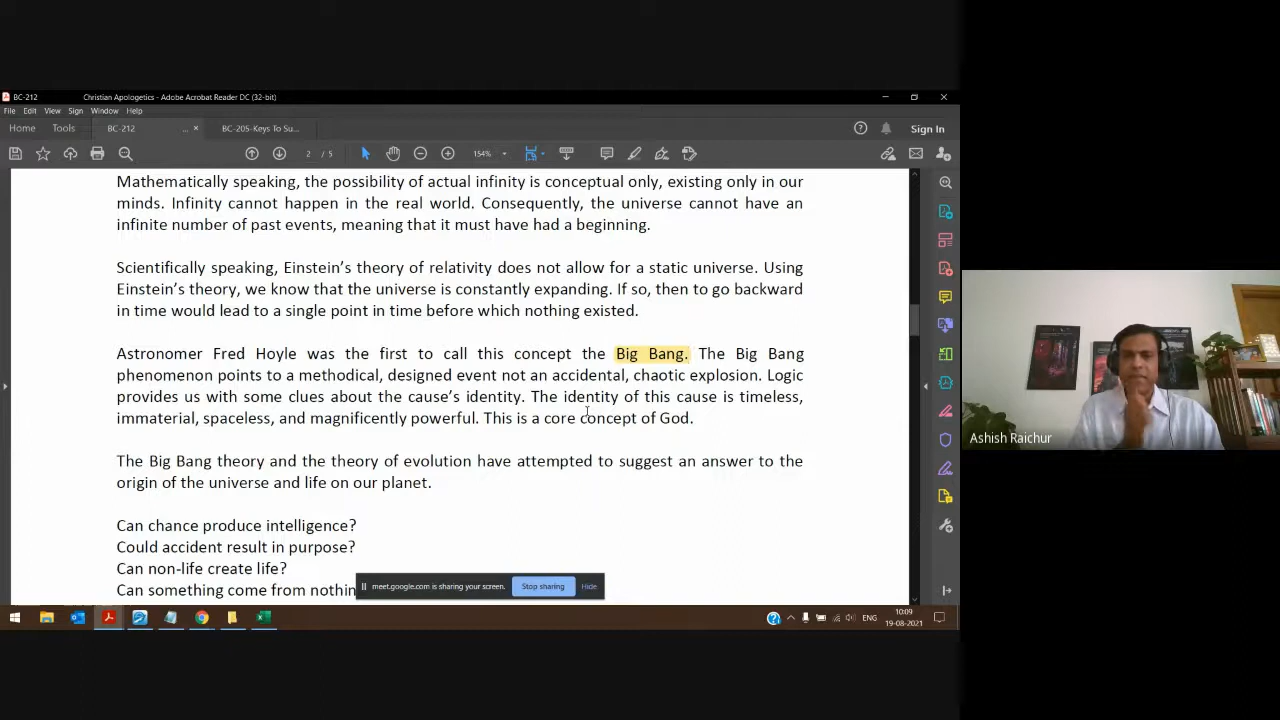 BC-212 Christian Apologetics - Adobe Acrobat Reader DC (32-bit)
File Edit View Sign Window Help
Home Tools BC-212 ... × BC-205-Keys To Su... Sign In
2 / 5 154%
Mathematically speaking, the possibility of actual infinity is conceptual only, existing only in our
minds. Infinity cannot happen in the real world. Consequently, the universe cannot have an
infinite number of past events, meaning that it must have had a beginning.
Scientifically speaking, Einstein’s theory of relativity does not allow for a static universe. Using
Einstein’s theory, we know that the universe is constantly expanding. If so, then to go backward
in time would lead to a single point in time before which nothing existed.
Astronomer Fred Hoyle was the first to call this concept the Big Bang. The Big Bang
phenomenon points to a methodical, designed event not an accidental, chaotic explosion. Logic
provides us with some clues about the cause’s identity. The identity of this cause is timeless,
immaterial, spaceless, and magnificently powerful. This is a core concept of God.
The Big Bang theory and the theory of evolution have attempted to suggest an answer to the
origin of the universe and life on our planet.
Can chance produce intelligence?
Could accident result in purpose?
Can non-life create life?
Can something come from nothin
meet.google.com is sharing your screen. Stop sharing Hide
ENG 10:09
19-08-2021
Ashish Raichur